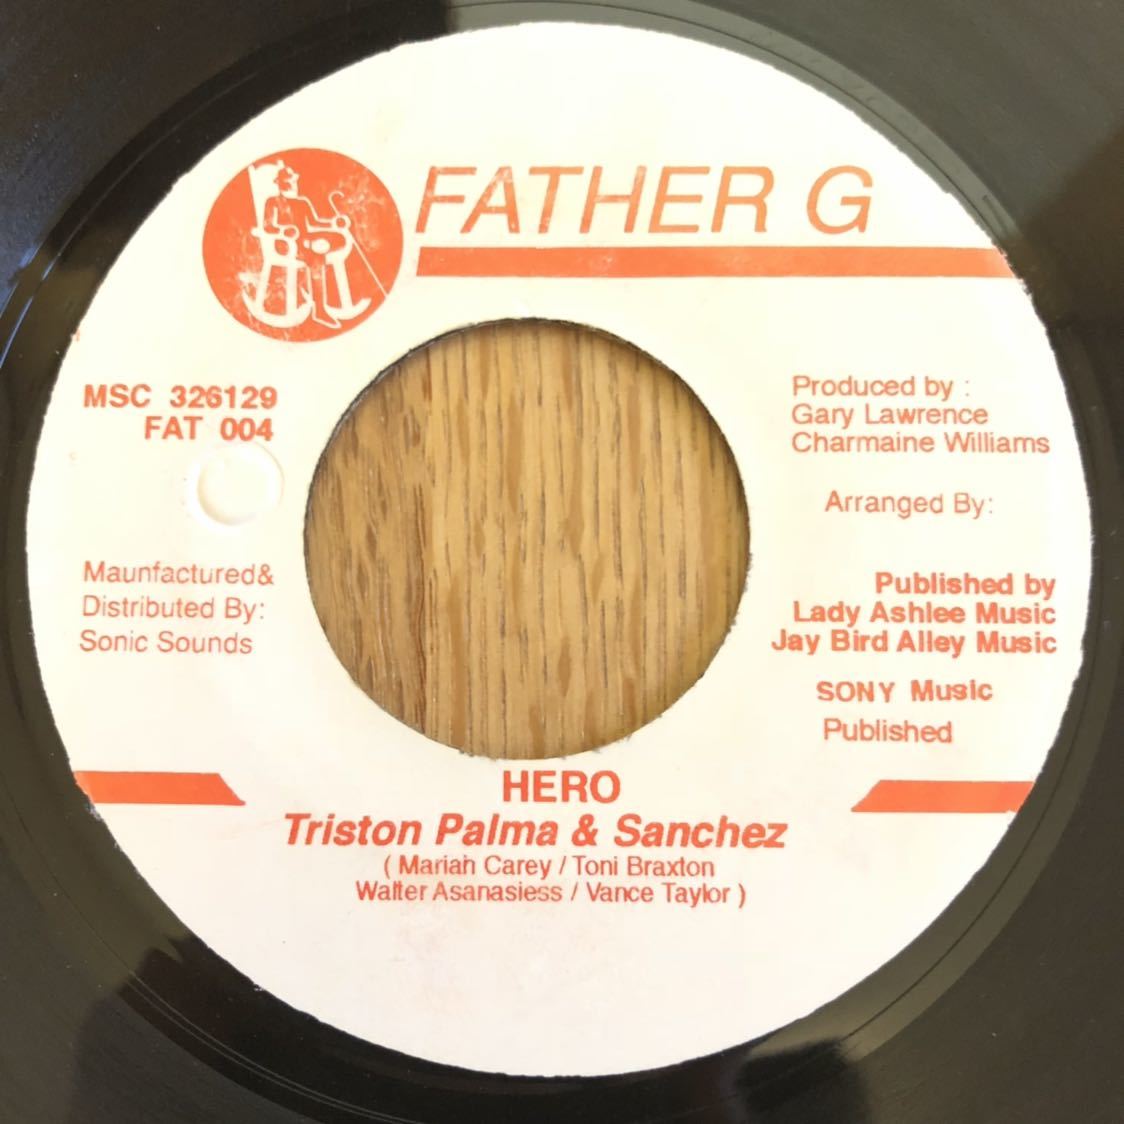 FATHER G
MSC 326129
FAT 004
Maunfactured&
Distributed By:
Sonic Sounds
Produced by :
Gary Lawrence
Charmaine Williams
Arranged By:
Published by
Lady Ashlee Music
Jay Bird Alley Music
SONY Music
Published
HERO
Triston Palma & Sanchez
( Mariah Carey / Toni Braxton
Walter Asanasiess / Vance Taylor )